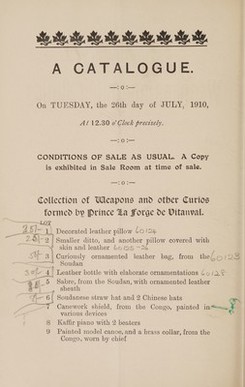 A CATALOGUE.
On TUESDAY, the 26th day of JULY, 1910,
At 12.30 o'Clock precisely.
CONDITIONS OF SALE AS USUAL. A Copy
is exhibited in Sale Room at time of sale.
Collection of Weapons and other Curios
formed by Prince La Forge de Vitanval.
LOT
1 Decorated leather pillow 60124
2 Smaller ditto, and another pillow covered with
skin and leather
3 Curiously ornamented leather bag, from the
Soudan
4 Leather bottle with elaborate ornamentations 60128
5 Sabre, from the Soudan, with ornamented leather
sheath
6 Soudanese straw hat and 2 Chinese hats
7 Canework shield, from the Congo, painted in
various devices
8 Kaffir piano with 2 beaters
9 Painted model canoe, and a brass collar, from the
Congo, worn by chief